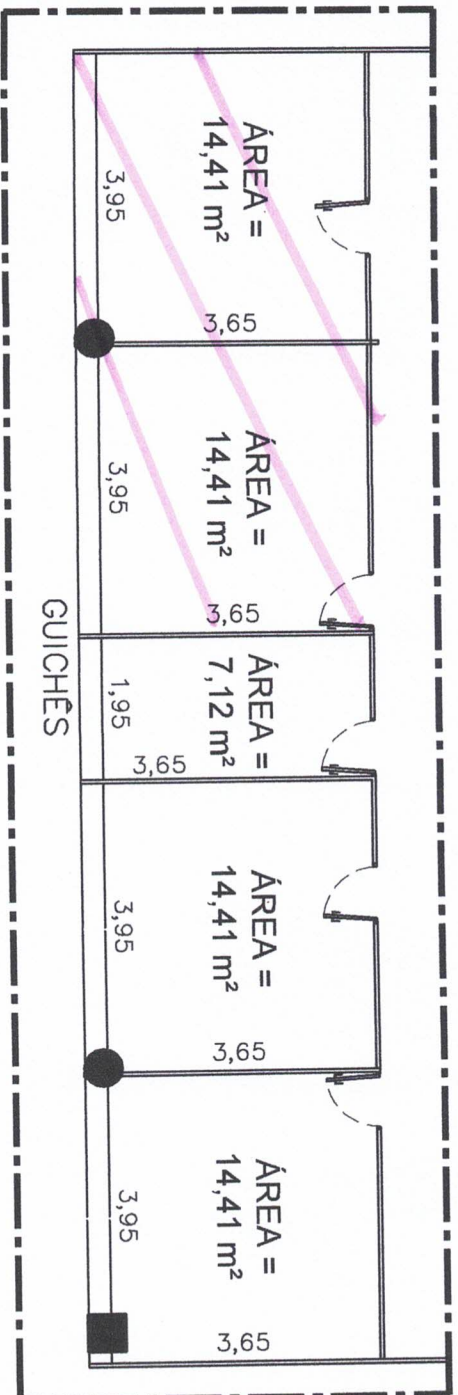 ÁREA =
14,41 m²
3,95
3,65
ÁREA =
14,41 m²
3,95
3,65
ÁREA =
7,12 m²
1,95
3,65
GUICHÊS
ÁREA =
14,41 m²
3,95
3,65
ÁREA =
14,41 m²
3,95
3,65